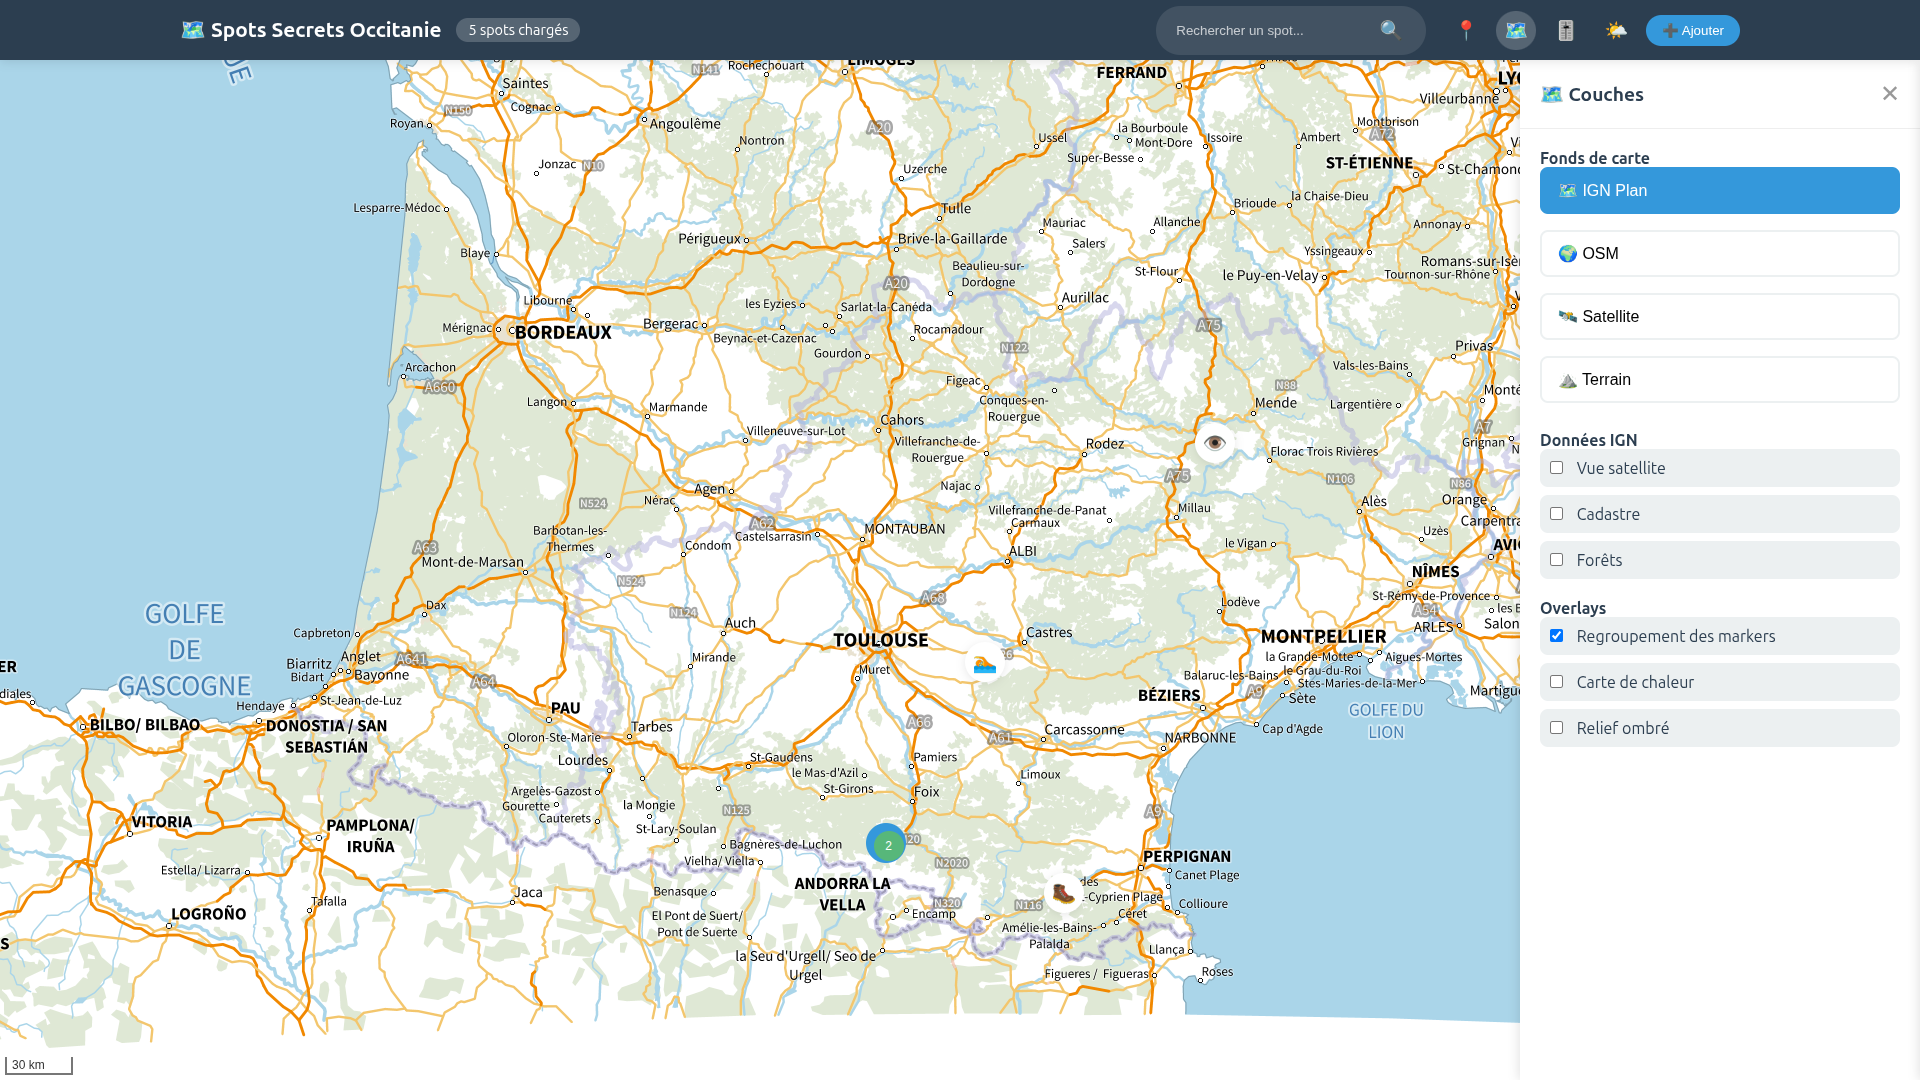 Spots Secrets Occitanie
5 spots chargés
Rechercher un spot...
Ajouter
Couches
Fonds de carte
IGN Plan
OSM
Satellite
Terrain
Données IGN
Vue satellite
Cadastre
Forêts
Overlays
Regroupement des markers
Carte de chaleur
Relief ombré
LIMOGES
Rochechouart
N141
Saintes
FERRAND
Cognac
N150
Royan
Angoulême
A20
Ussel
la Bourboule
Mont-Dore
Super-Besse
Issoire
Ambert
Montbrison
A72
Villeurbanne
Nontron
Jonzac
N10
Uzerche
ST-ÉTIENNE
St-Chamond
Lesparre-Médoc
Tulle
Brive-la-Gaillarde
Périgueux
Mauriac
Salers
Allanche
Brioude
la Chaise-Dieu
Annonay
Yssingeaux
Romans-sur-Isère
Tournon-sur-Rhône
Blaye
Beaulieu-sur-
Dordogne
St-Flour
le Puy-en-Velay
A20
Aurillac
Libourne
les Eyzies
Sarlat-la-Canéda
Mérignac
BORDEAUX
Bergerac
Beynac-et-Cazenac
Rocamadour
A75
N122
Gourdon
Privas
Vals-les-Bains
Arcachon
A660
Figeac
N88
Langon
Marmande
Conques-en-
Rouergue
Mende
Largentière
Cahors
A7
Villeneuve-sur-Lot
Villefranche-de-
Rouergue
Rodez
Grignan
Florac Trois Rivières
A75
N106
N86
Agen
Nérac
Najac
N524
Villefranche-de-Panat
Carmaux
Millau
Alès
Orange
A62
Castelsarrasin
MONTAUBAN
Barbotan-les-
Thermes
Condom
Uzès
le Vigan
A63
Mont-de-Marsan
ALBI
N524
NÎMES
St-Rémy-de-Provence
A68
Dax
N124
Lodève
A54
ARLES
GOLFE
DE
GASCOGNE
Capbreton
Auch
TOULOUSE
Castres
MONTPELLIER
la Grande-Motte
Aigues-Mortes
le Grau-du-Roi
Stes-Maries-de-la-Mer
Biarritz
Anglet
Bidart
Bayonne
A641
A64
Mirande
Muret
Balaruc-les-Bains
BÉZIERS
A9
Sète
St-Jean-de-Luz
Hendaye
PAU
GOLFE DU
LION
BILBO/ BILBAO
DONOSTIA / SAN
SEBASTIÁN
Oloron-Ste-Marie
Tarbes
A66
A61
Carcassonne
NARBONNE
Cap d'Agde
Lourdes
St-Gaudens
Pamiers
le Mas-d'Azil
St-Girons
Limoux
Argelès-Gazost
Gourette
Cauterets
la Mongie
Foix
N125
A9
VITORIA
PAMPLONA/
IRUÑA
St-Lary-Soulan
Bagnères-de-Luchon
2
N2020
Vielha/ Viella
PERPIGNAN
Canet Plage
Estella/ Lizarra
Benasque
ANDORRA LA
VELLA
Jaca
Tafalla
N320
N116
Collioure
LOGROÑO
El Pont de Suert/
Pont de Suerte
Encamp
Céret
Amélie-les-Bains-
Palalda
Llança
la Seu d'Urgell/ Seo de
Urgel
Figueres / Figueras
Roses
30 km